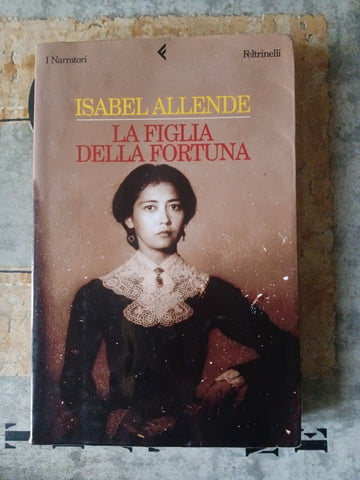 I Narratori
Feltrinelli
ISABEL ALLENDE
LA FIGLIA
DELLA FORTUNA